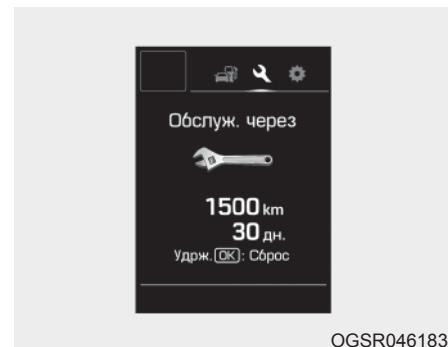 Обслуж. через
1500 km
30 дн.
Удрж. OK : Сброс
OGSR046183